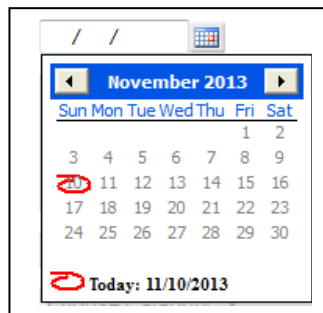 / /
November 2013
Sun Mon Tue Wed Thu Fri Sat
1 2
3 4 5 6 7 8 9
10 11 12 13 14 15 16
17 18 19 20 21 22 23
24 25 26 27 28 29 30
Today: 11/10/2013